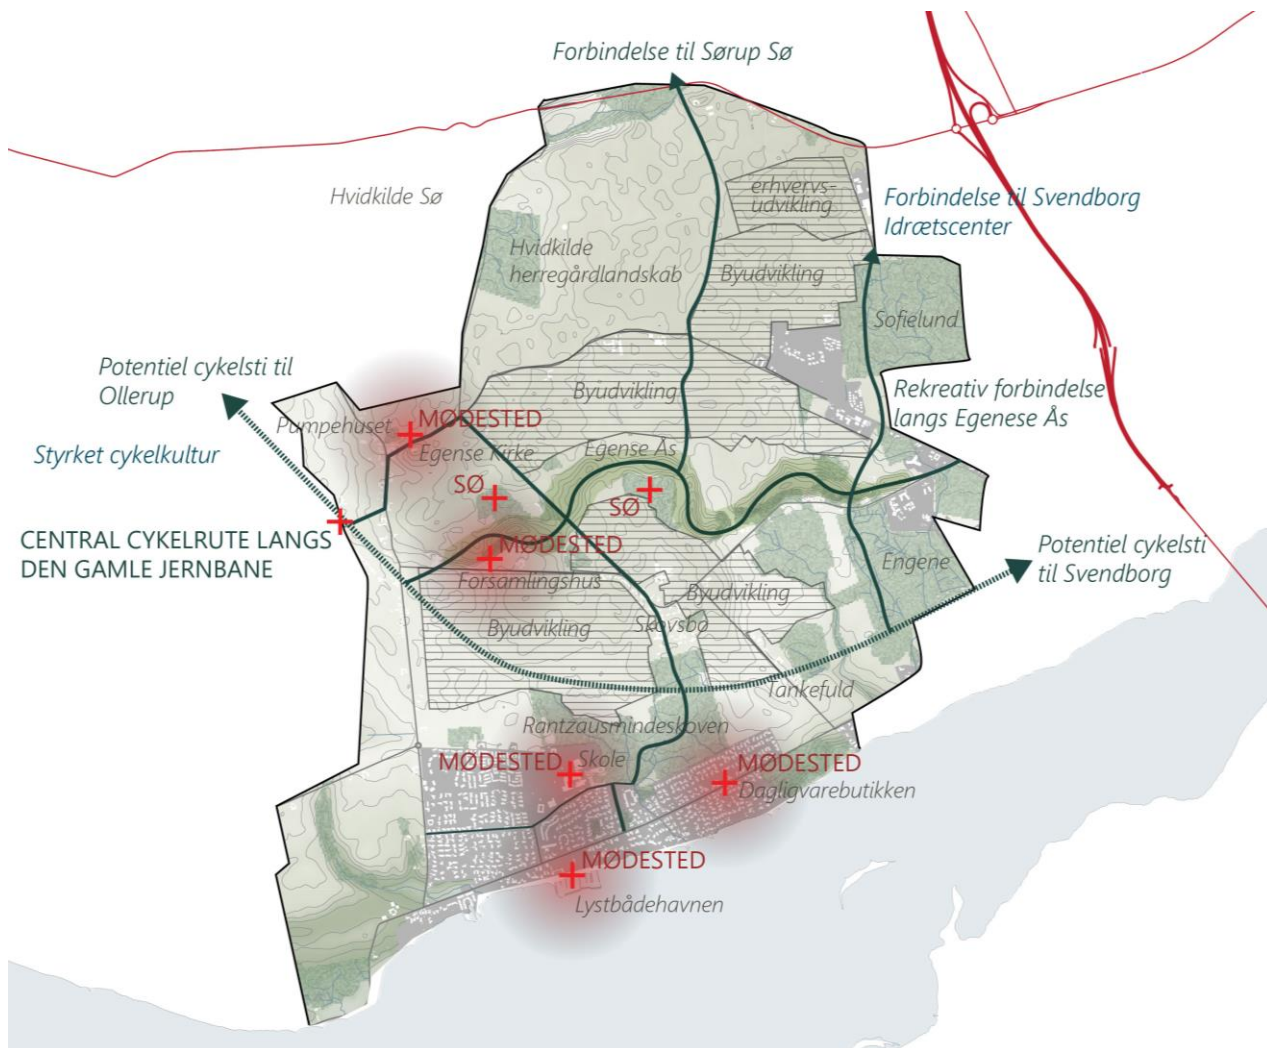 Forbindelse til Sørup Sø
Hvidkilde Sø
erhvervs-
udvikling
Forbindelse til Svendborg
Idrætscenter
Hvidkilde
herregårdlandskab
Byudvikling
Sofielund
Potentiel cykelsti til
Ollerup
Byudvikling
Rekreativ forbindelse
langs Egenese Ås
Pumpehuset
MØDESTED
Egense Kirke
Egense Ås
Styrket cykelkultur
SØ
SØ
CENTRAL CYKELRUTE LANGS
DEN GAMLE JERNBANE
MØDESTED
Forsamlingshus
Engene
Potentiel cykelsti
til Svendborg
Byudvikling
Byudvikling
Skovsbo
Tankefuld
Rantzausmindeskoven
MØDESTED
Skole
MØDESTED
Dagligvarebutikken
MØDESTED
Lystbådehavnen